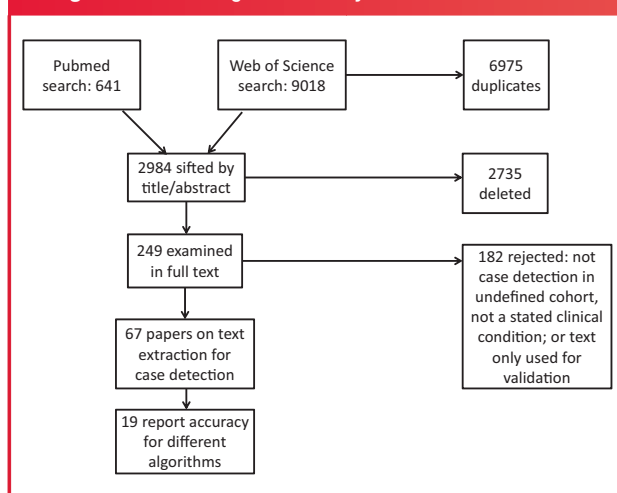 Pubmed
search: 641
Web of Science
search: 9018
6975
duplicates
2984 sifted by
title/abstract
2735
deleted
249 examined
in full text
182 rejected: not
case detection in
undefined cohort,
not a stated clinical
condition; or text
only used for
validation
67 papers on text
extraction for
case detection
19 report accuracy
for different
algorithms